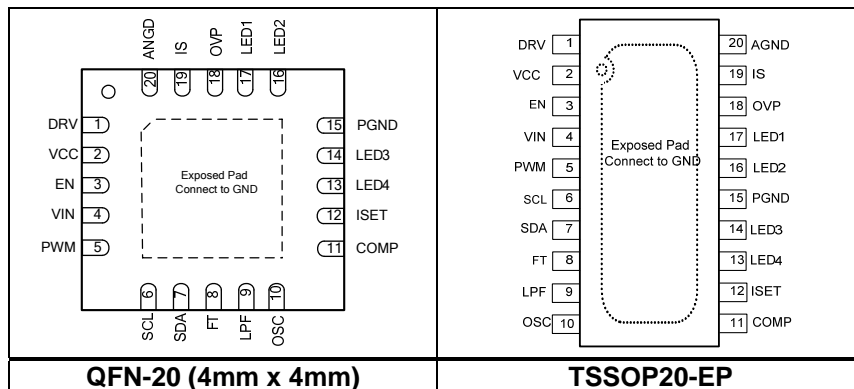 ANGD
IS
OVP
LED1
LED2
20
19
18
17
16
DRV 1
VCC 2
EN 3
VIN 4
PWM 5
Exposed Pad
Connect to GND
15 PGND
14 LED3
13 LED4
12 ISET
11 COMP
6
7
8
9
10
SCL
SDA
FT
LPF
OSC
QFN-20 (4mm x 4mm)
DRV 1
VCC 2
EN 3
VIN 4
PWM 5
SCL 6
SDA 7
FT 8
LPF 9
OSC 10
Exposed Pad
Connect to GND
20 AGND
19 IS
18 OVP
17 LED1
16 LED2
15 PGND
14 LED3
13 LED4
12 ISET
11 COMP
TSSOP20-EP